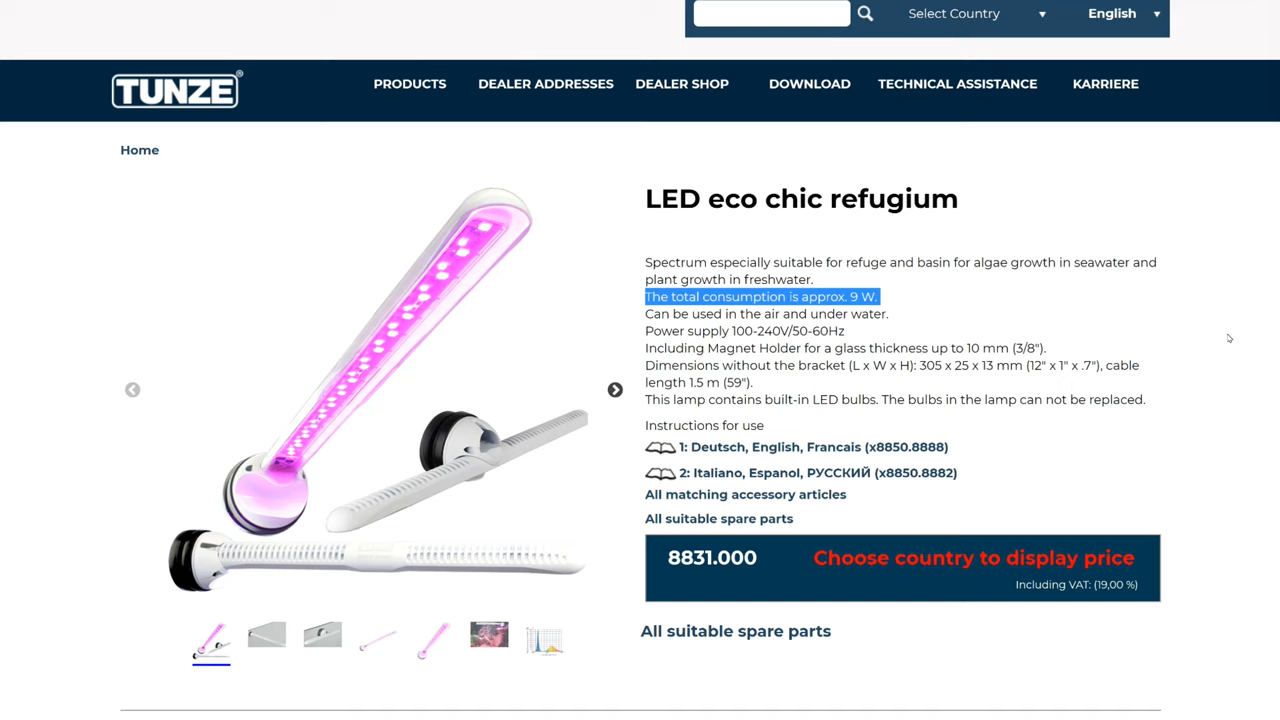 Select Country
English
TUNZE®
PRODUCTS
DEALER ADDRESSES
DEALER SHOP
DOWNLOAD
TECHNICAL ASSISTANCE
KARRIERE
Home
LED eco chic refugium
Spectrum especially suitable for refuge and basin for algae growth in seawater and
plant growth in freshwater.
The total consumption is approx. 9 W.
Can be used in the air and under water.
Power supply 100-240V/50-60Hz
Including Magnet Holder for a glass thickness up to 10 mm (3/8").
Dimensions without the bracket (L x W x H): 305 x 25 x 13 mm (12" x 1" x .7"), cable
length 1.5 m (59").
This lamp contains built-in LED bulbs. The bulbs in the lamp can not be replaced.
Instructions for use
1: Deutsch, English, Francais (x8850.8888)
2: Italiano, Espanol, РУССКИЙ (x8850.8882)
All matching accessory articles
All suitable spare parts
8831.000
Choose country to display price
Including VAT: (19,00 %)
All suitable spare parts